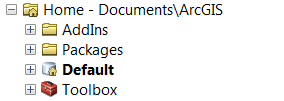 Home - Documents\ArcGIS
AddIns
Packages
Default
Toolbox